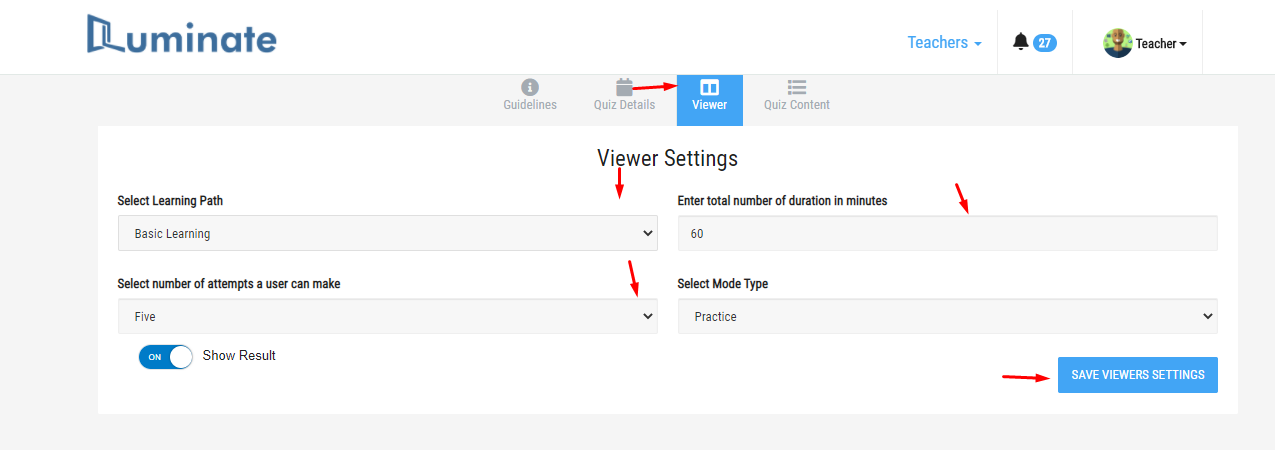 Luminate
Teachers
27
Teacher
Guidelines
Quiz Details
Viewer
Quiz Content
Viewer Settings
Select Learning Path
Enter total number of duration in minutes
Basic Learning
60
Select number of attempts a user can make
Select Mode Type
Five
Practice
ON
Show Result
SAVE VIEWERS SETTINGS